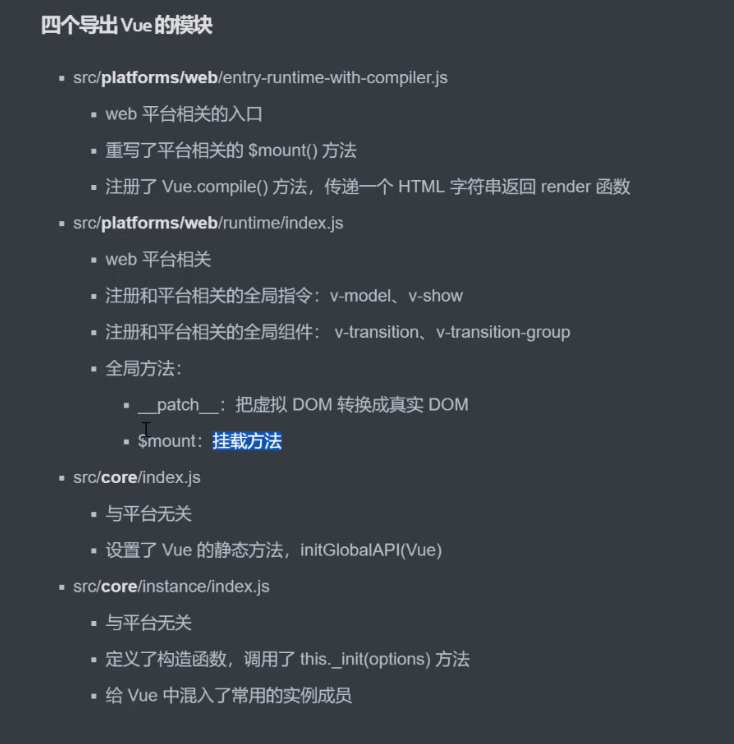 四个导出 Vue 的模块
src/platforms/web/entry-runtime-with-compiler.js
web 平台相关的入口
重写了平台相关的 $mount() 方法
注册了 Vue.compile() 方法，传递一个 HTML 字符串返回 render 函数
src/platforms/web/runtime/index.js
web 平台相关
注册和平台相关的全局指令：v-model、v-show
注册和平台相关的全局组件： v-transition、v-transition-group
全局方法：
__patch__：把虚拟 DOM 转换成真实 DOM
$mount：挂载方法
src/core/index.js
与平台无关
设置了 Vue 的静态方法，initGlobalAPI(Vue)
src/core/instance/index.js
与平台无关
定义了构造函数，调用了 this._init(options) 方法
给 Vue 中混入了常用的实例成员